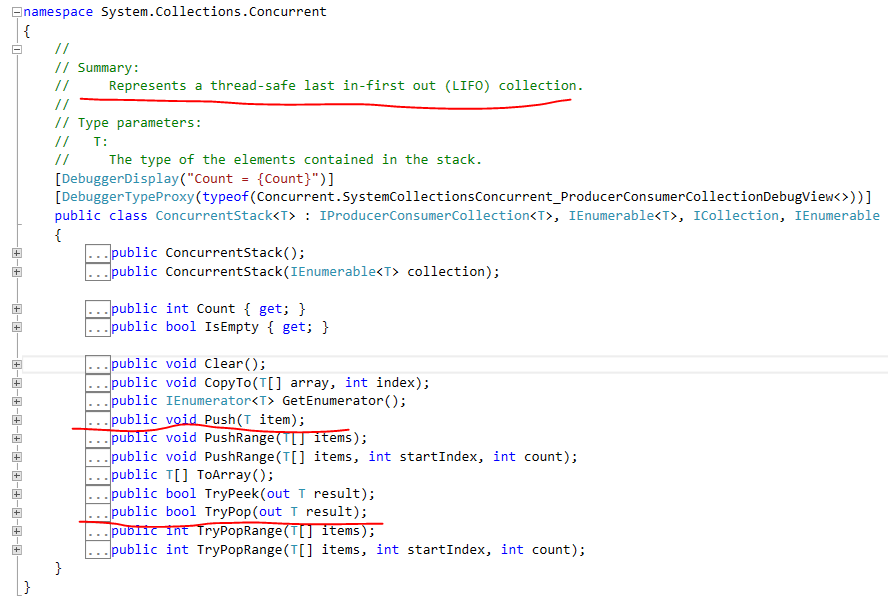 namespace System.Collections.Concurrent
{
//
// Summary:
// Represents a thread-safe last in-first out (LIFO) collection.
//
// Type parameters:
// T:
// The type of the elements contained in the stack.
[DebuggerDisplay("Count = {Count}")]
[DebuggerTypeProxy(typeof(Concurrent.SystemCollectionsConcurrent_ProducerConsumerCollectionDebugView<>))]
public class ConcurrentStack<T> : IProducerConsumerCollection<T>, IEnumerable<T>, ICollection, IEnumerable
{
...public ConcurrentStack();
...public ConcurrentStack(IEnumerable<T> collection);
...public int Count { get; }
...public bool IsEmpty { get; }
...public void Clear();
...public void CopyTo(T[] array, int index);
...public IEnumerator<T> GetEnumerator();
...public void Push(T item);
...public void PushRange(T[] items);
...public void PushRange(T[] items, int startIndex, int count);
...public T[] ToArray();
...public bool TryPeek(out T result);
...public bool TryPop(out T result);
...public int TryPopRange(T[] items);
...public int TryPopRange(T[] items, int startIndex, int count);
}
}